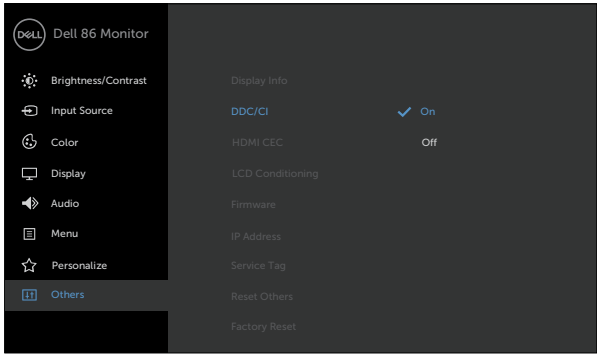 DELL Dell 86 Monitor
Brightness/Contrast
Display Info
Input Source
DDC/CI
On
Color
HDMI CEC
Off
Display
LCD Conditioning
Audio
Firmware
Menu
IP Address
Personalize
Service Tag
Others
Reset Others
Factory Reset